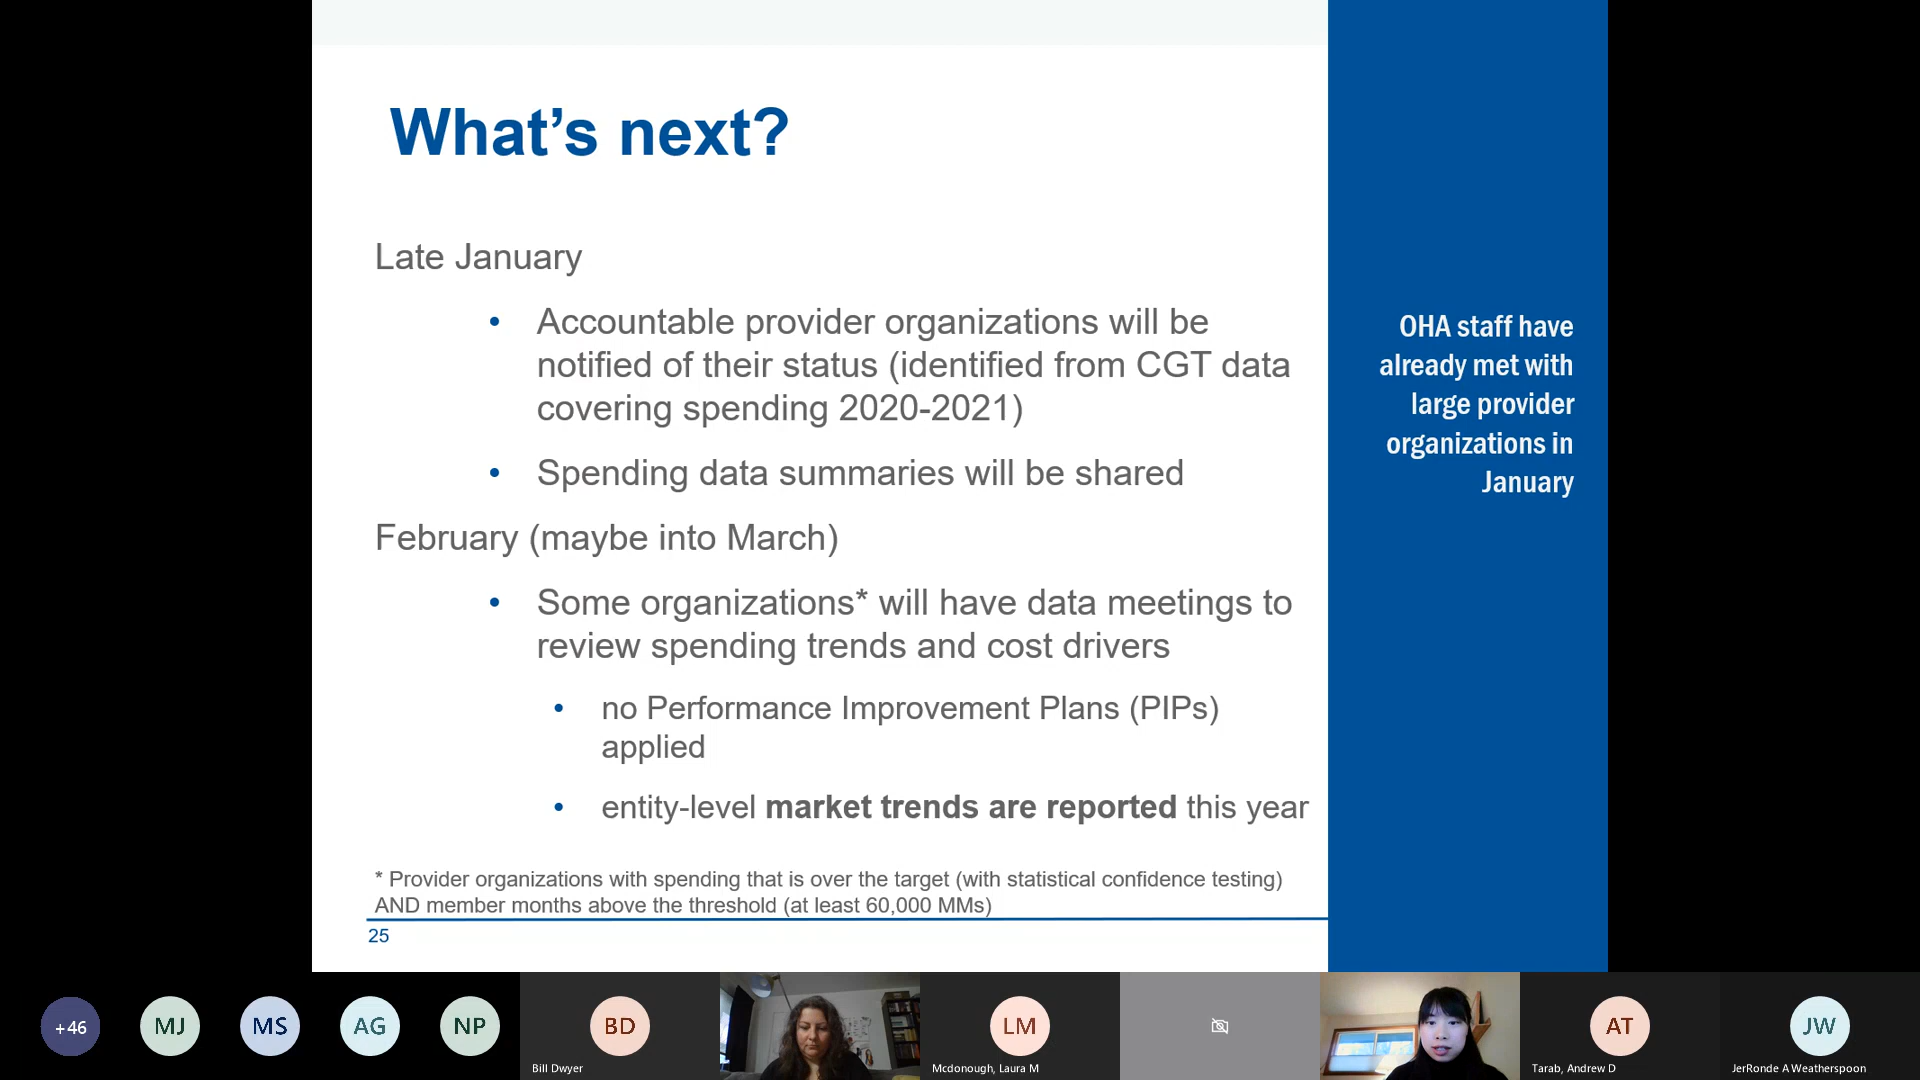 What’s next?
Late January
• Accountable provider organizations will be
notified of their status (identified from CGT data
covering spending 2020-2021)
• Spending data summaries will be shared
February (maybe into March)
• Some organizations* will have data meetings to
review spending trends and cost drivers
• no Performance Improvement Plans (PIPs)
applied
• entity-level market trends are reported this year
* Provider organizations with spending that is over the target (with statistical confidence testing)
AND member months above the threshold (at least 60,000 MMs)
25
OHA staff have
already met with
large provider
organizations in
January
+46
MJ
MS
AG
NP
BD
Bill Dwyer
LM
Mcdonough, Laura M
AT
Tarab, Andrew D
JW
JerRonde A Weatherspoon